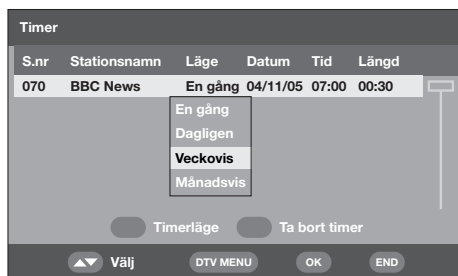 Timer
S.nr Stationsnamn Läge Datum Tid Längd
070 BBC News En gång 04/11/05 07:00 00:30
En gång
Dagligen
Veckovis
Månadsvis
Timerläge Ta bort timer
Välj DTV MENU OK END